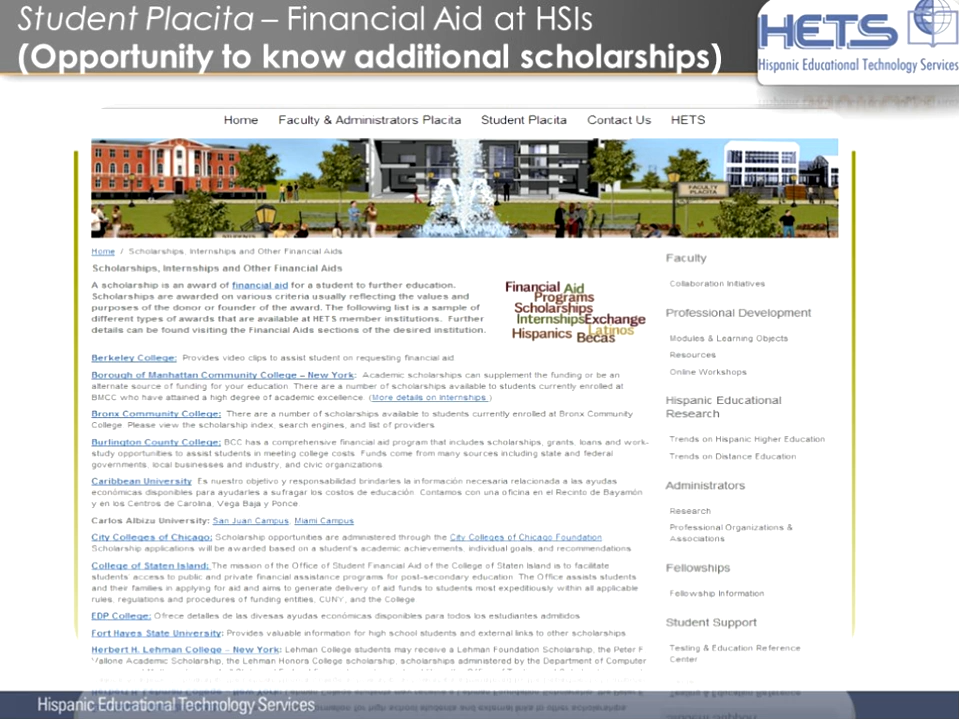 Student Placita – Financial Aid at HSIs
(Opportunity to know additional scholarships)
HETS
Hispanic Educational Technology Services
Home Faculty & Administrators Placita Student Placita Contact Us HETS
FACULTY
PLACITA
Home / Scholarships, Internships and Other Financial Aids
Scholarships, Internships and Other Financial Aids
A scholarship is an award of financial aid for a student to further education.
Scholarships are awarded on various criteria usually reflecting the values and
purposes of the donor or founder of the award. The following list is a sample of
different types of awards that are available at HETS member institutions. Further
details can be found visiting the Financial Aids sections of the desired institution.
Financial Aid
Programs
Scholarships
Internships Exchange
Latinos
Hispanics Becas
Berkeley College: Provides video clips to assist student on requesting financial aid
Borough of Manhattan Community College – New York: Academic scholarships can supplement the funding or be an
alternate source of funding for your education. There are a number of scholarships available to students currently enrolled at
BMCC who have attained a high degree of academic excellence. (More details on Internships.)
Bronx Community College: There are a number of scholarships available to students currently enrolled at Bronx Community
College. Please view the scholarship index, search engines, and list of providers.
Burlington County College: BCC has a comprehensive financial aid program that includes scholarships, grants, loans and work-
study opportunities to assist students in meeting college costs. Funds come from many sources including state and federal
governments, local businesses and industry, and civic organizations.
Caribbean University Es nuestro objetivo y responsabilidad brindarles la información necesaria relacionada a las ayudas
económicas disponibles para ayudarles a sufragar los costos de educación. Contamos con una oficina en el Recinto de Bayamón
y en los Centros de Carolina, Vega Baja y Ponce.
Carlos Albizu University: San Juan Campus, Miami Campus
City Colleges of Chicago: Scholarship opportunities are administered through the City Colleges of Chicago Foundation
Scholarship applications will be awarded based on a student's academic achievements, individual goals, and recommendations.
College of Staten Island: The mission of the Office of Student Financial Aid of the College of Staten Island is to facilitate
students' access to public and private financial assistance programs for post-secondary education. The Office assists students
and their families in applying for aid and aims to generate delivery of aid funds to students most expeditiously within all applicable
rules, regulations and procedures of funding entities, CUNY, and the College.
EDP College: Ofrece detalles de las divesas ayudas económicas disponibles para todos los estudiantes admitidos
Fort Hayes State University: Provides valuable information for high school students and external links to other scholarships
Herbert H. Lehman College – New York: Lehman College students may receive a Lehman Foundation Scholarship, the Peter F
Vallone Academic Scholarship, the Lehman Honors College scholarship, scholarships administered by the Department of Computer
Faculty
Collaboration Initiatives
Professional Development
Modules & Learning Objects
Resources
Online Workshops
Hispanic Educational
Research
Trends on Hispanic Higher Education
Trends on Distance Education
Administrators
Research
Professional Organizations &
Associations
Fellowships
Fellowship Information
Student Support
Testing & Education Reference
Center
Hispanic Educational Technology Services